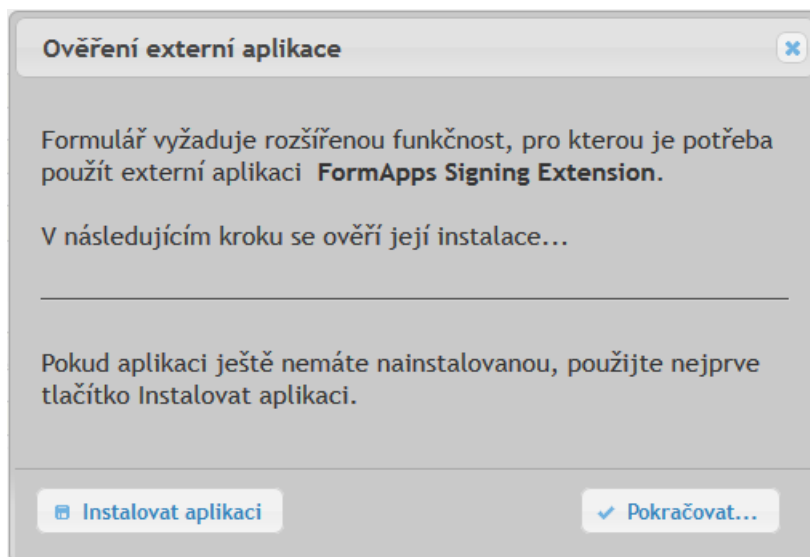 Ověření externí aplikace
Formulář vyžaduje rozšířenou funkčnost, pro kterou je potřeba
použít externí aplikaci FormApps Signing Extension.
V následujícím kroku se ověří její instalace...
Pokud aplikaci ještě nemáte nainstalovanou, použijte nejprve
tlačítko Instalovat aplikaci.
Instalovat aplikaci
Pokračovat...